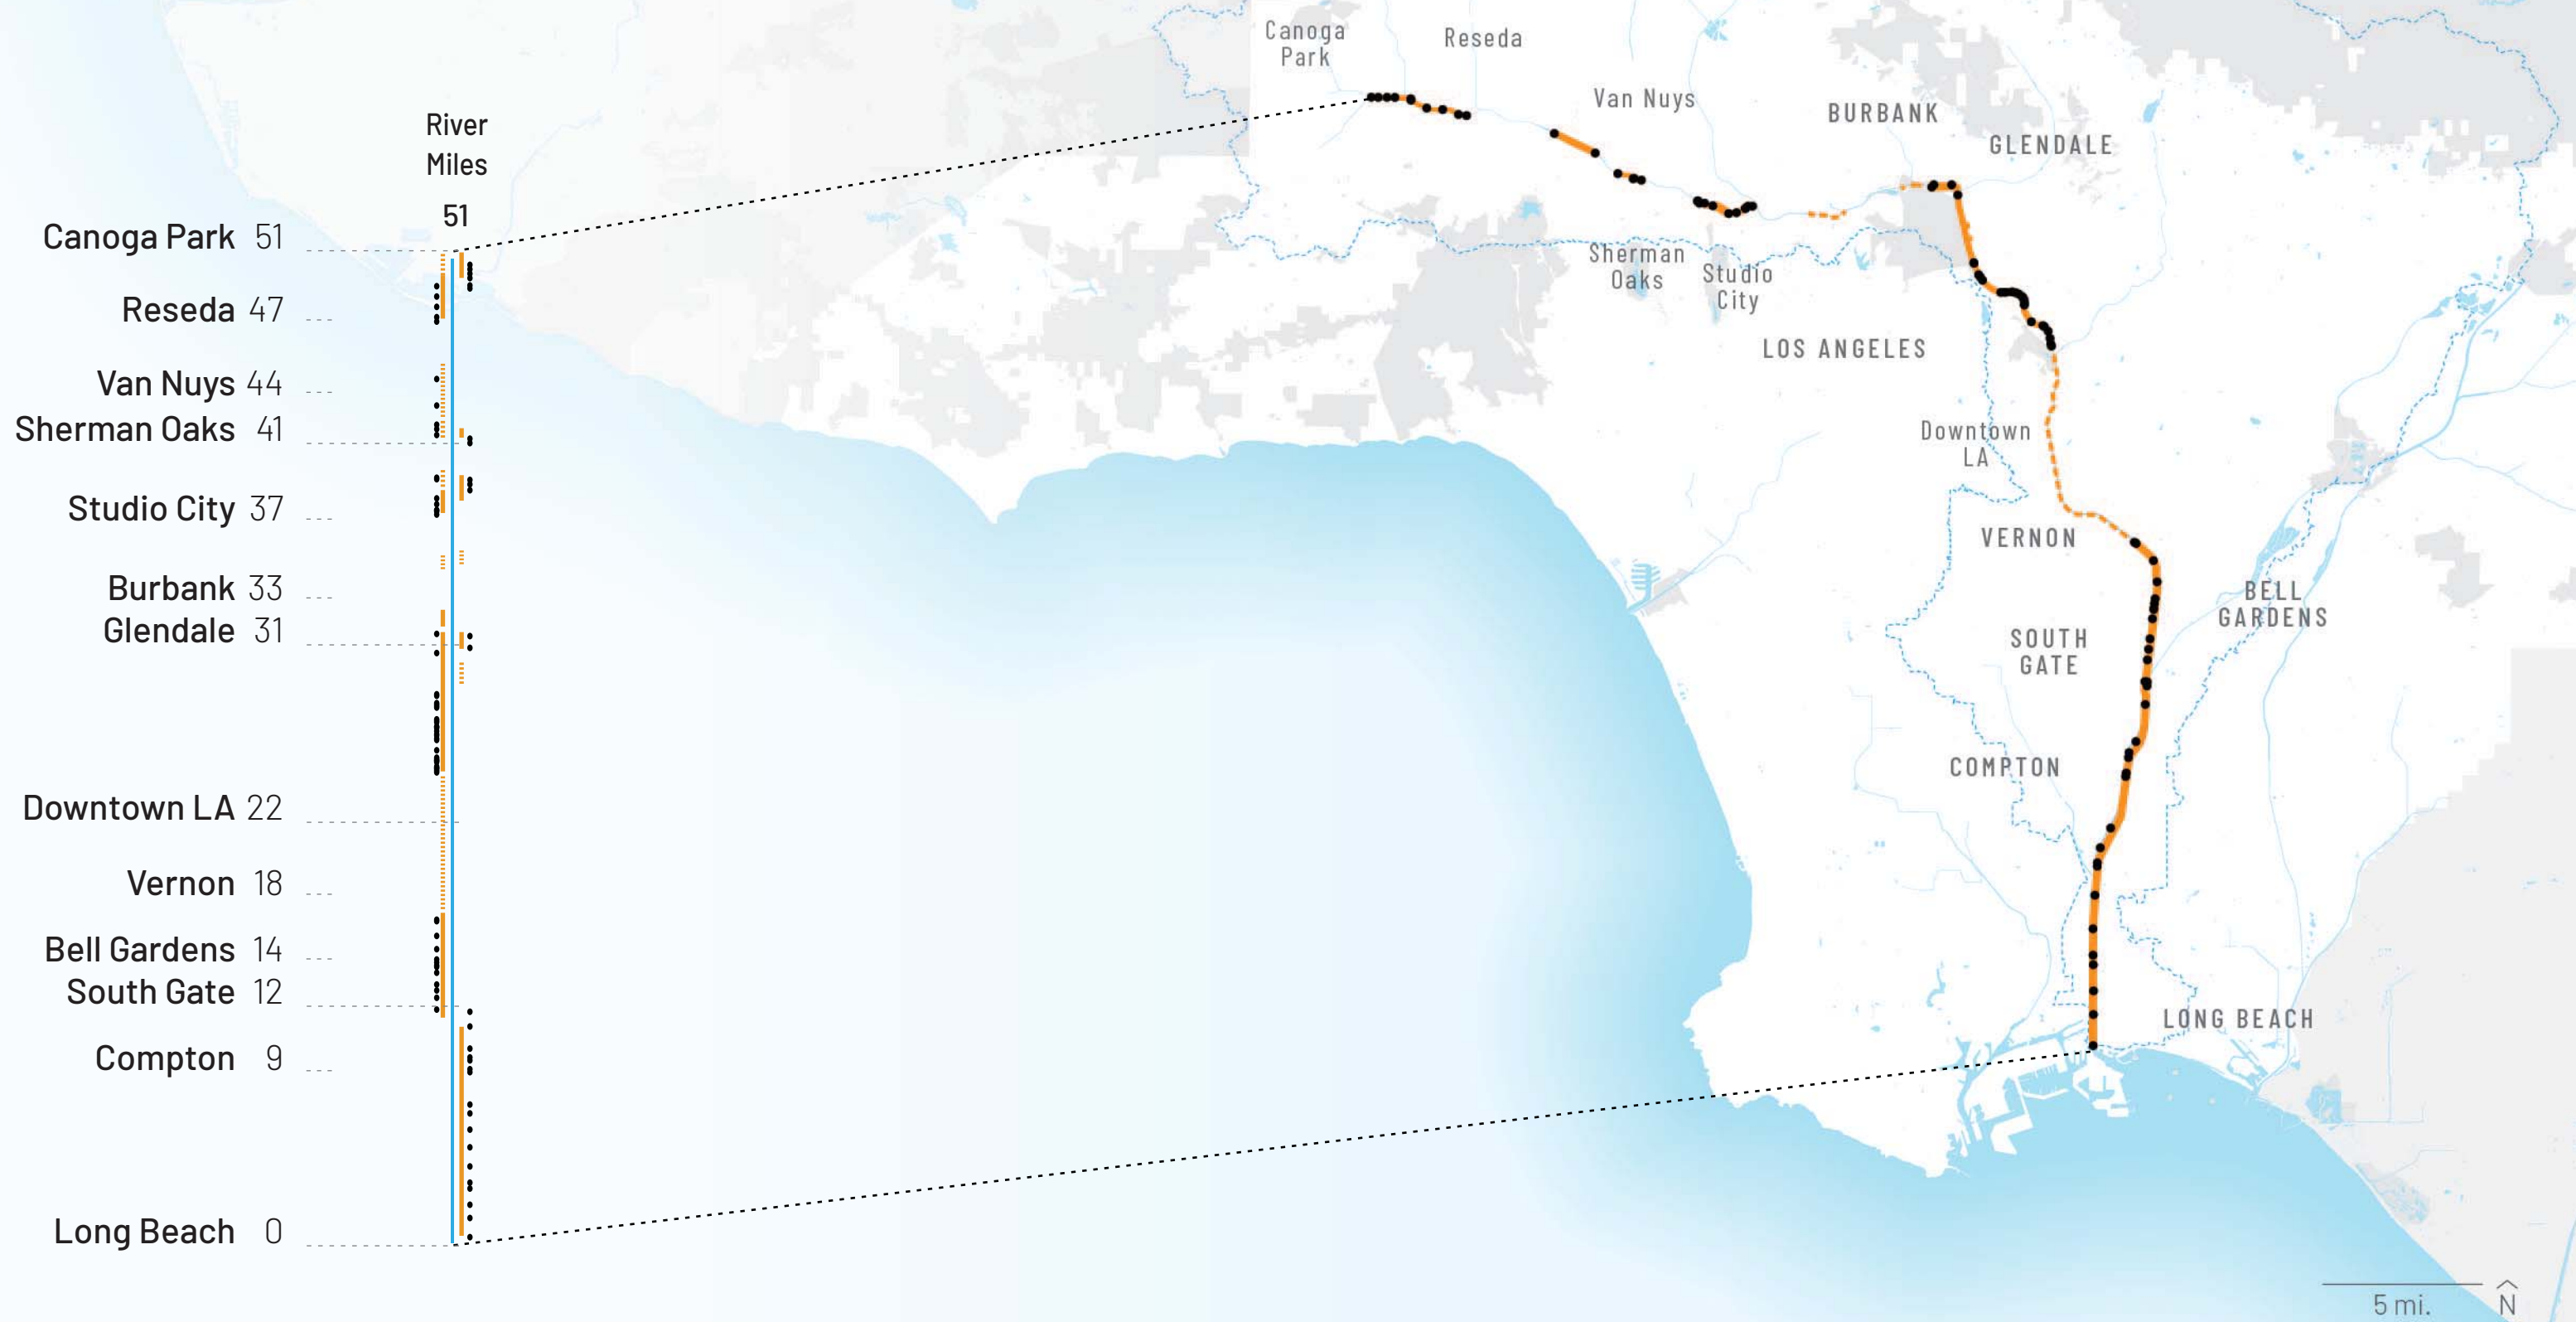 River
Miles
51
Canoga Park 51
Reseda 47
Van Nuys 44
Sherman Oaks 41
Studio City 37
Burbank 33
Glendale 31
Downtown LA 22
Vernon 18
Bell Gardens 14
South Gate 12
Compton 9
Long Beach 0
Canoga
Park
Reseda
Van Nuys
BURBANK
GLENDALE
Sherman
Oaks
Studio
City
LOS ANGELES
Downtown
LA
VERNON
BELL
GARDENS
SOUTH
GATE
COMPTON
LONG BEACH
5 mi.
N